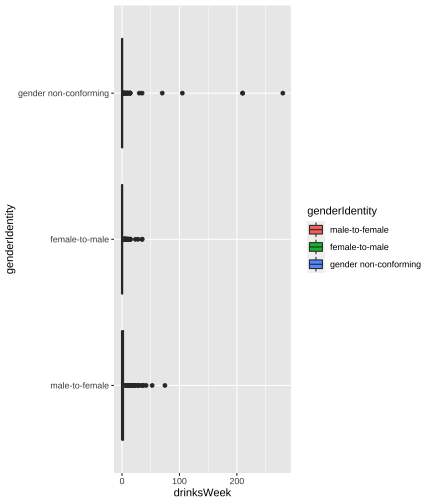 gender non-conforming
female-to-male
male-to-female
genderIdentity
0
100
200
drinksWeek
genderIdentity
male-to-female
female-to-male
gender non-conforming